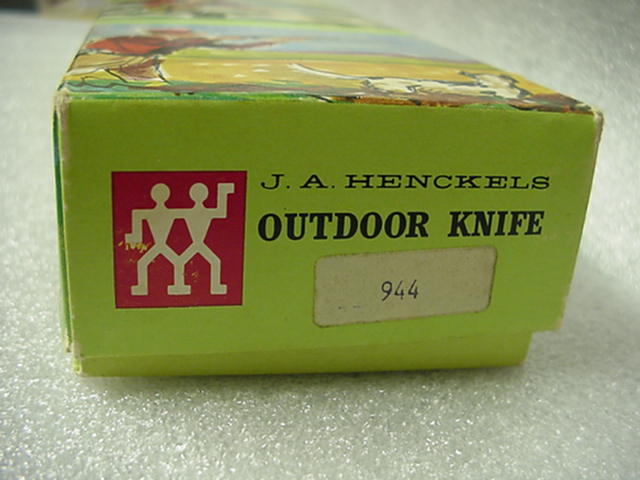 J. A. HENCKELS
OUTDOOR KNIFE
944